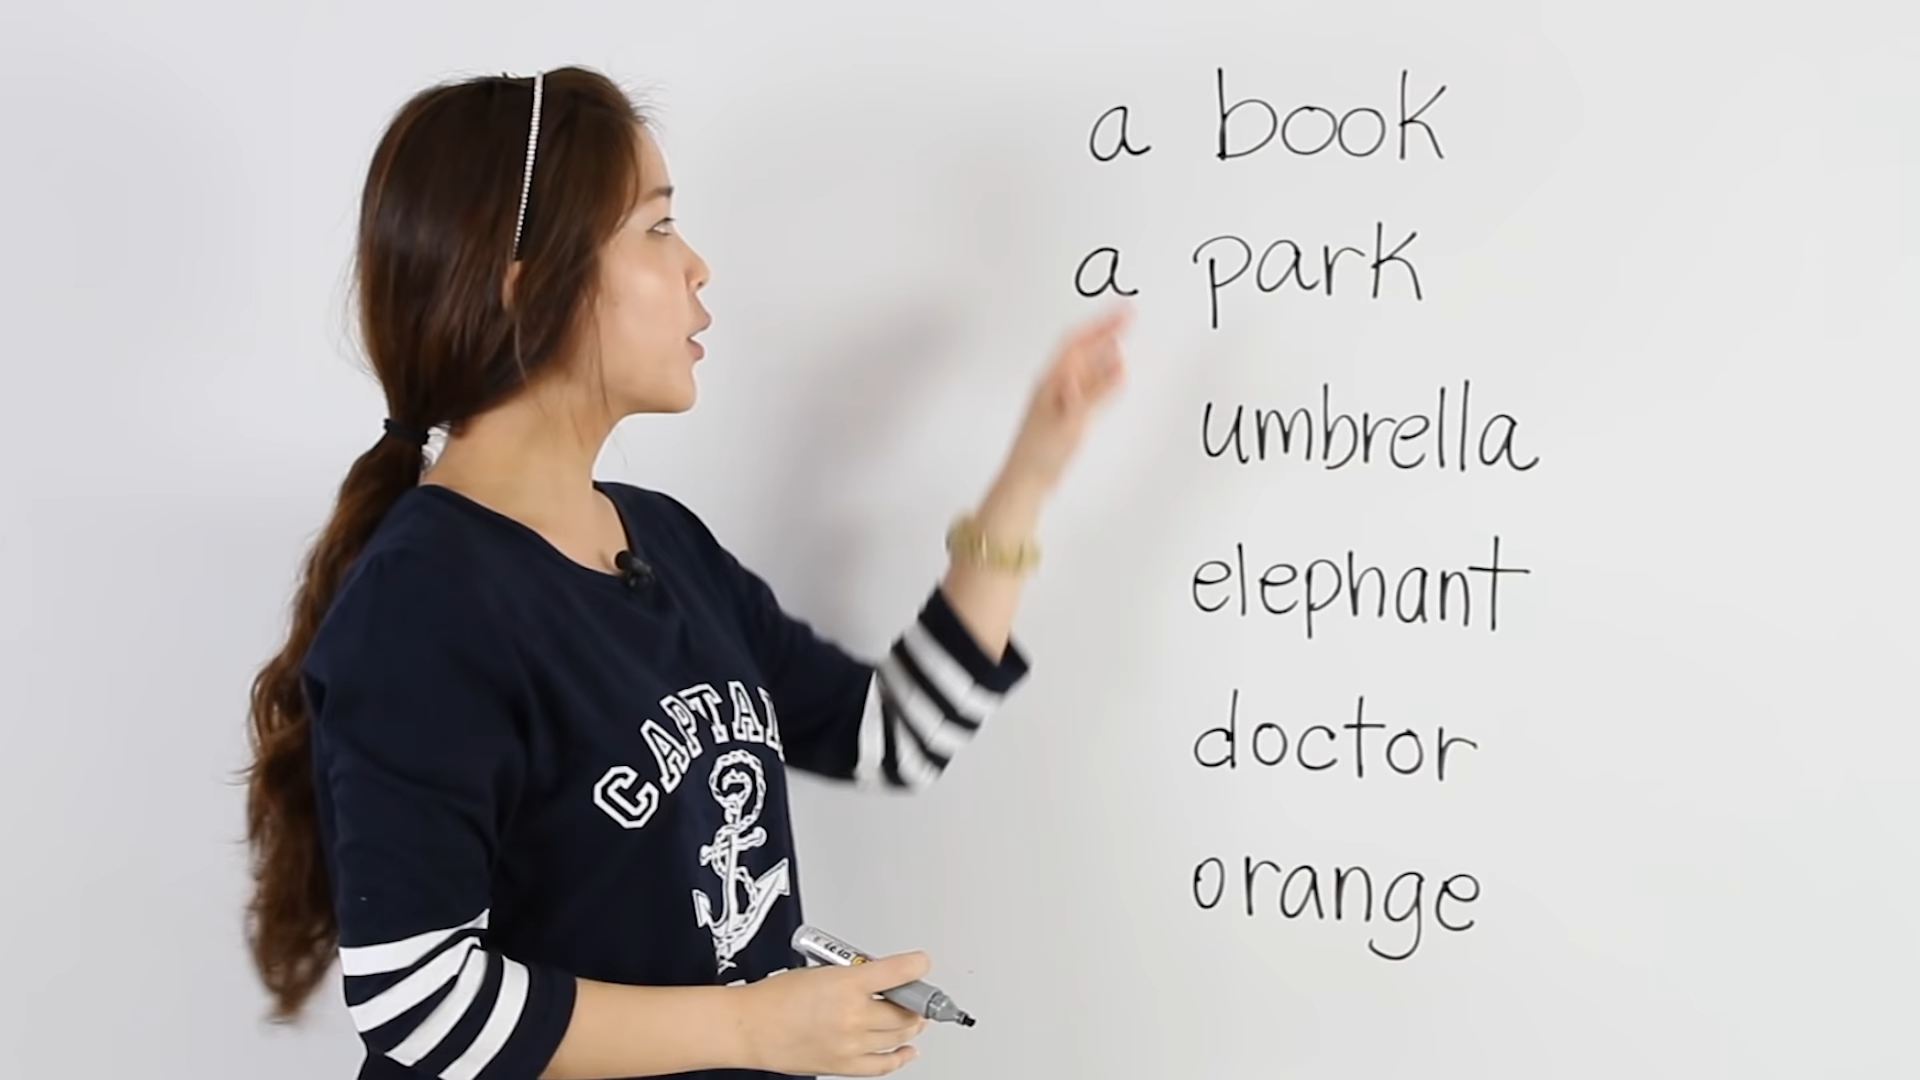 a book
a park
umbrella
elephant
doctor
orange